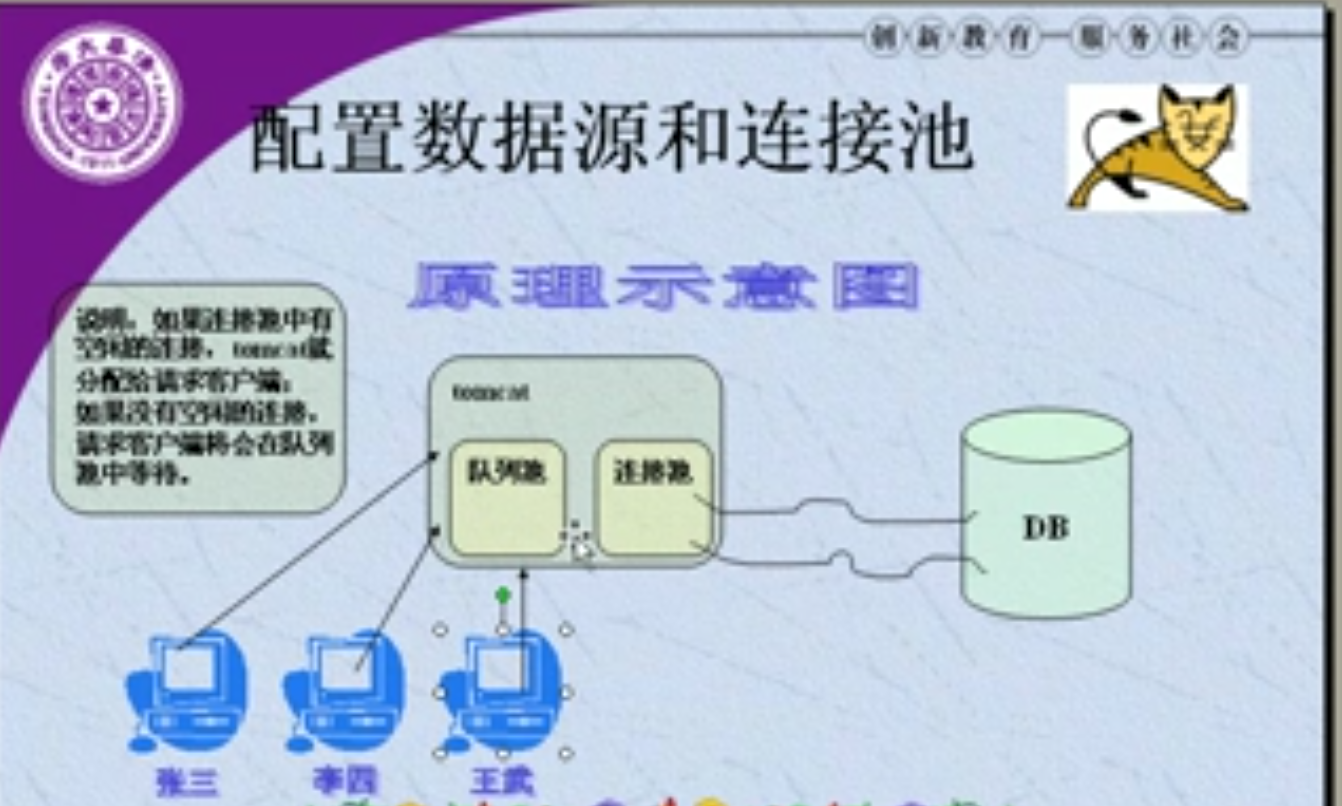 创新教育 服务社会
配置数据源和连接池
原理示意图
说明，如果连接池中有
空闲的连接，tomcat就
分配给请求客户端；
如果没有空闲的连接，
请求客户端将会在队列
池中等待。
tomcat
队列池
连接池
DB
张三
李四
王武